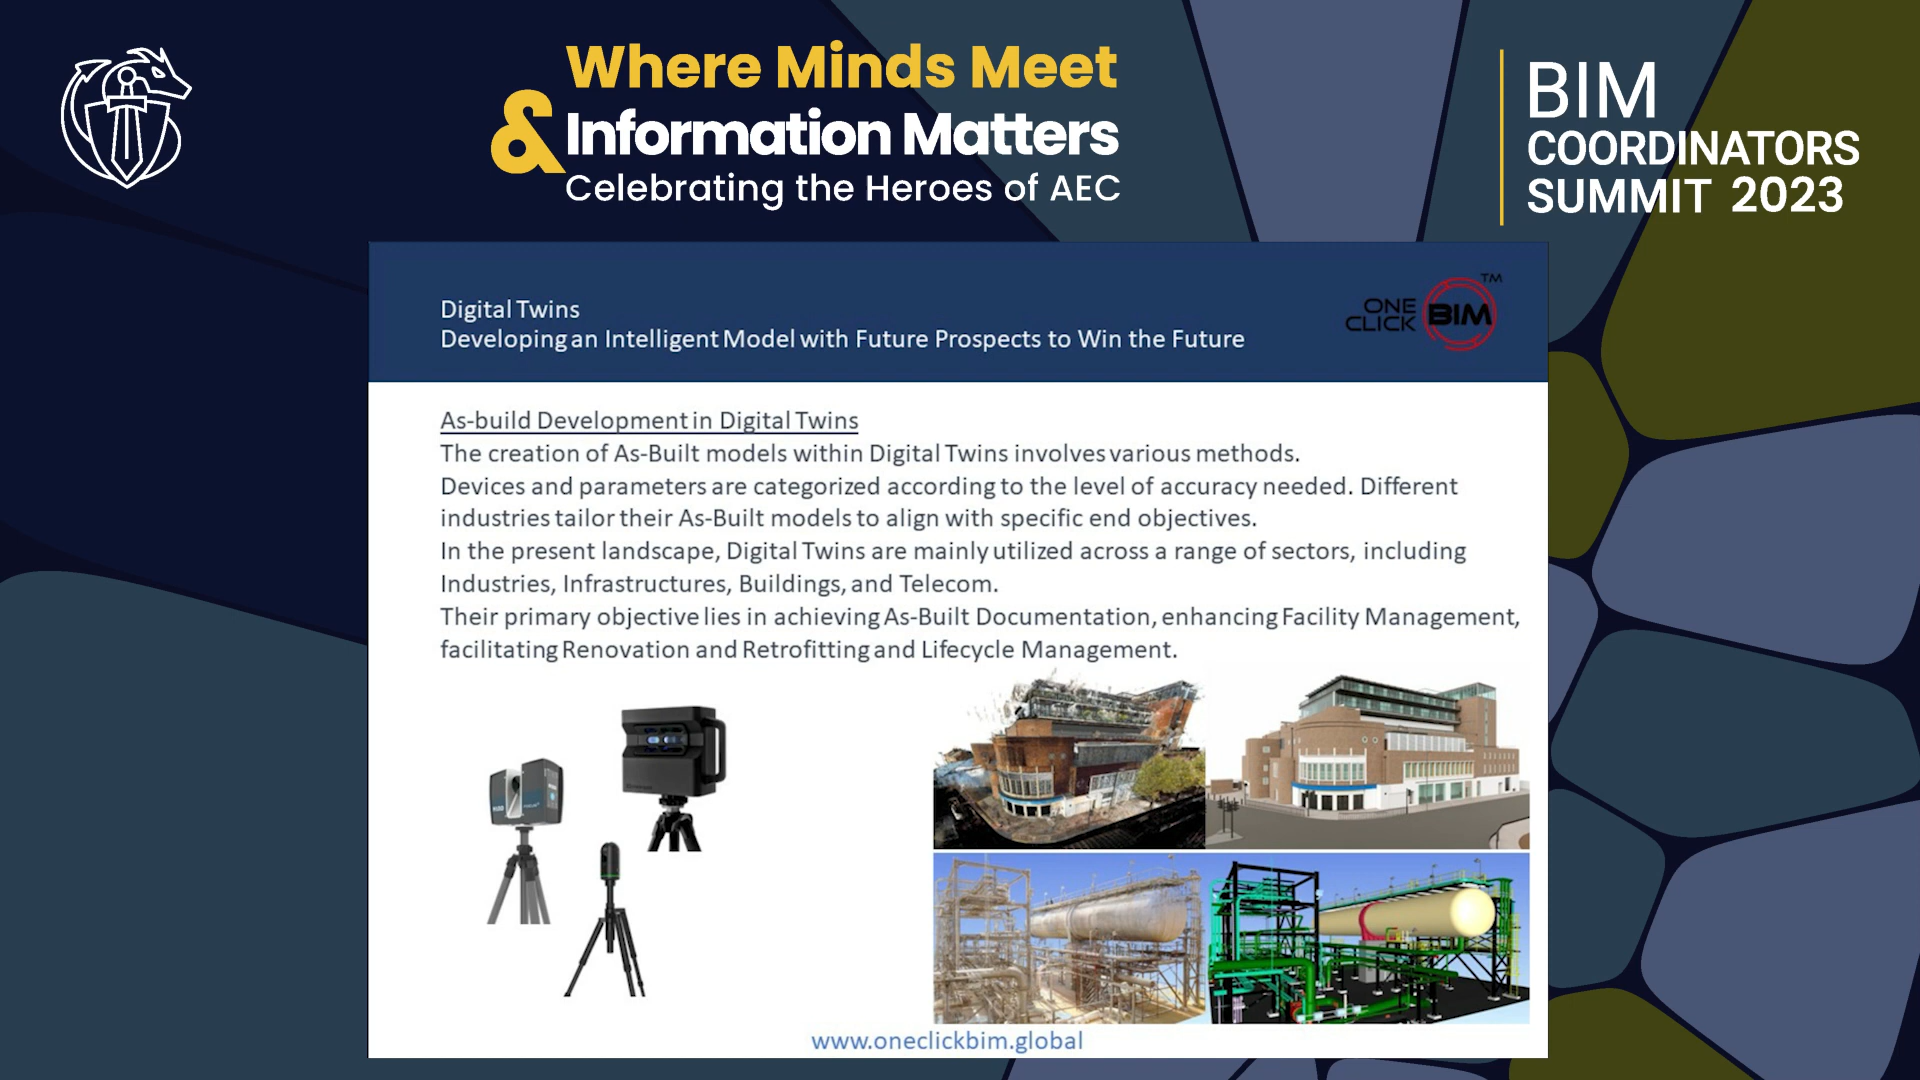 Where Minds Meet
& Information Matters
Celebrating the Heroes of AEC
BIM
COORDINATORS
SUMMIT 2023
Digital Twins
Developing an Intelligent Model with Future Prospects to Win the Future
ONE
CLICK BIM TM
As-build Development in Digital Twins
The creation of As-Built models within Digital Twins involves various methods.
Devices and parameters are categorized according to the level of accuracy needed. Different
industries tailor their As-Built models to align with specific end objectives.
In the present landscape, Digital Twins are mainly utilized across a range of sectors, including
Industries, Infrastructures, Buildings, and Telecom.
Their primary objective lies in achieving As-Built Documentation, enhancing Facility Management,
facilitating Renovation and Retrofitting and Lifecycle Management.
www.oneclickbim.global